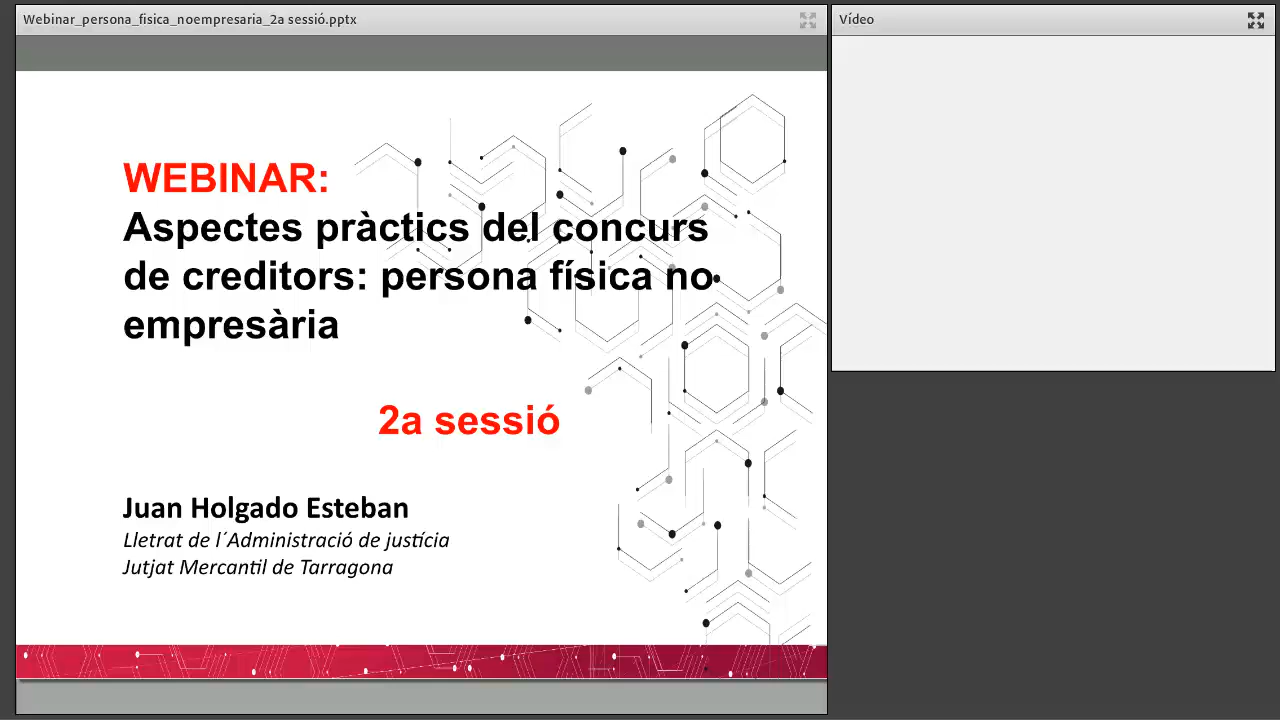 Webinar_persona_fisica_noempresaria_2a sessió.pptx
Vídeo
WEBINAR:
Aspectes pràctics del concurs
de creditors: persona física no
empresària
2a sessió
Juan Holgado Esteban
Lletrat de l´Administració de justícia
Jutjat Mercantil de Tarragona